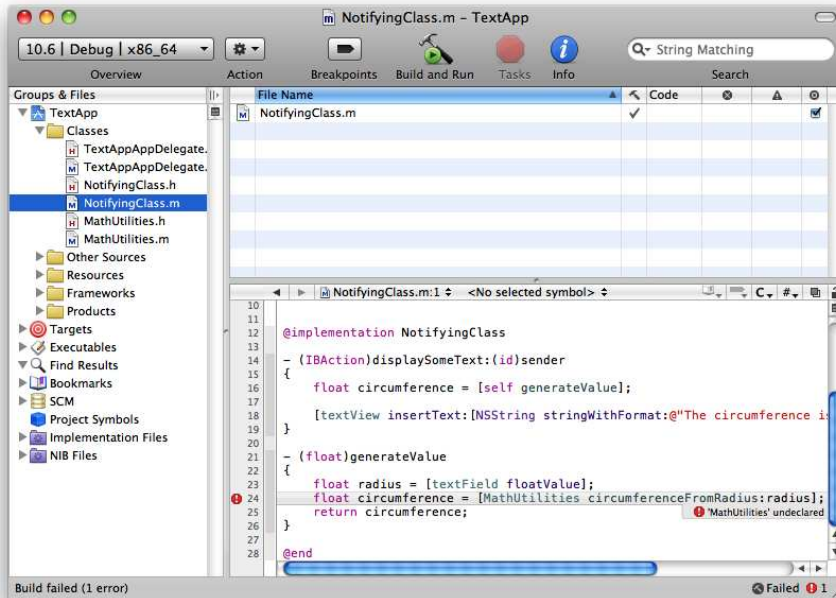 NotifyingClass.m – TextApp
10.6 | Debug | x86_64
String Matching
Overview Action Breakpoints Build and Run Tasks Info Search
Groups & Files
TextApp
Classes
TextAppAppDelegate.
TextAppAppDelegate.
NotifyingClass.h
NotifyingClass.m
MathUtilities.h
MathUtilities.m
Other Sources
Resources
Frameworks
Products
Targets
Executables
Find Results
Bookmarks
SCM
Project Symbols
Implementation Files
NIB Files
File Name Code
NotifyingClass.m
NotifyingClass.m:1 <No selected symbol> C #
10
11
12 @implementation NotifyingClass
13
14 - (IBAction)displaySomeText:(id)sender
15 {
16 float circumference = [self generateValue];
17
18 [textView insertText:[NSString stringWithFormat:@"The circumference is
19 }
20
21 - (float)generateValue
22 {
23 float radius = [textField floatValue];
24 float circumference = [MathUtilities circumferenceFromRadius:radius];
25 return circumference;
'MathUtilities' undeclared
26 }
27
28 @end
Build failed (1 error)
Failed 1